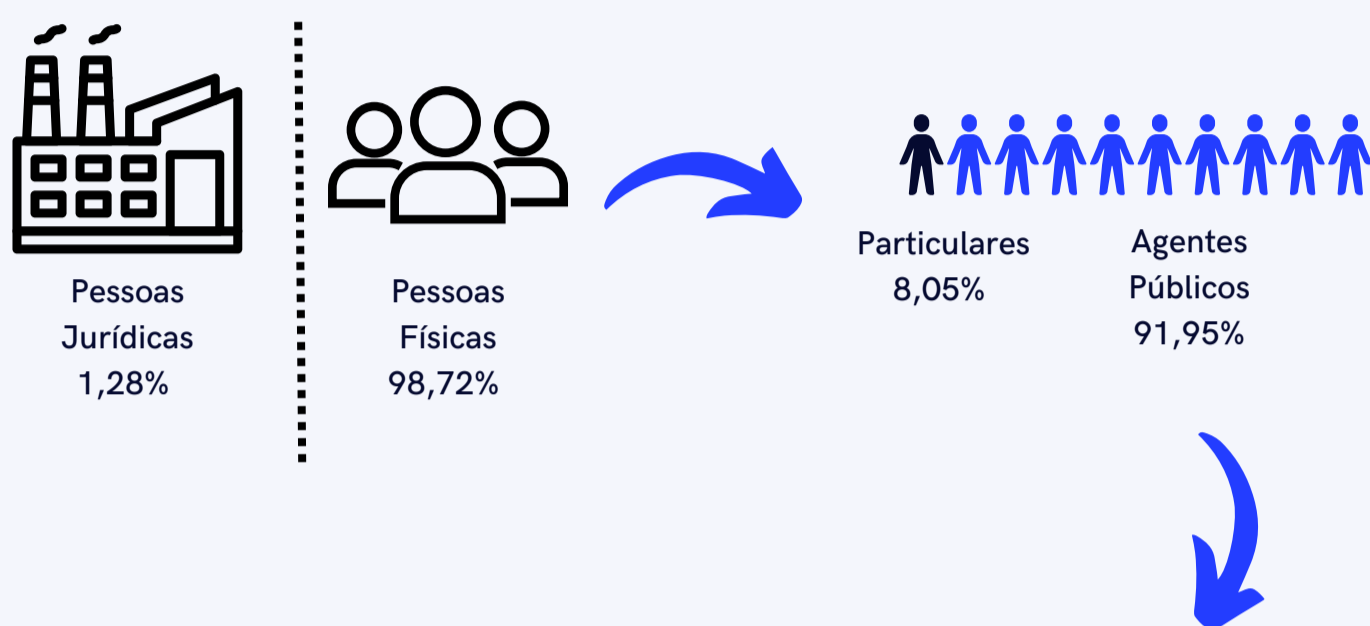 Pessoas
Jurídicas
1,28%
Pessoas
Físicas
98,72%
Particulares
8,05%
Agentes
Públicos
91,95%